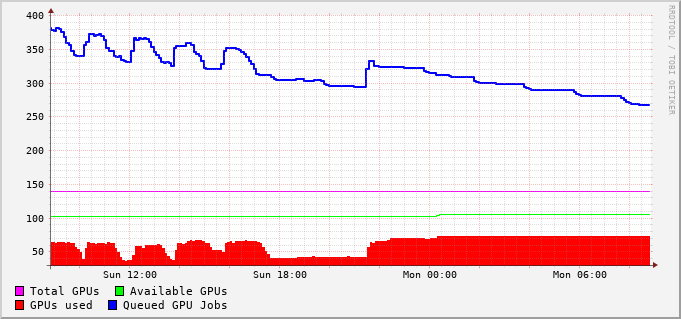 400
350
300
250
200
150
100
50
Sun 12:00 Sun 18:00 Mon 00:00 Mon 06:00
Total GPUs Available GPUs
GPUs used Queued GPU Jobs
RRDTOOL / TOBI OETIKER